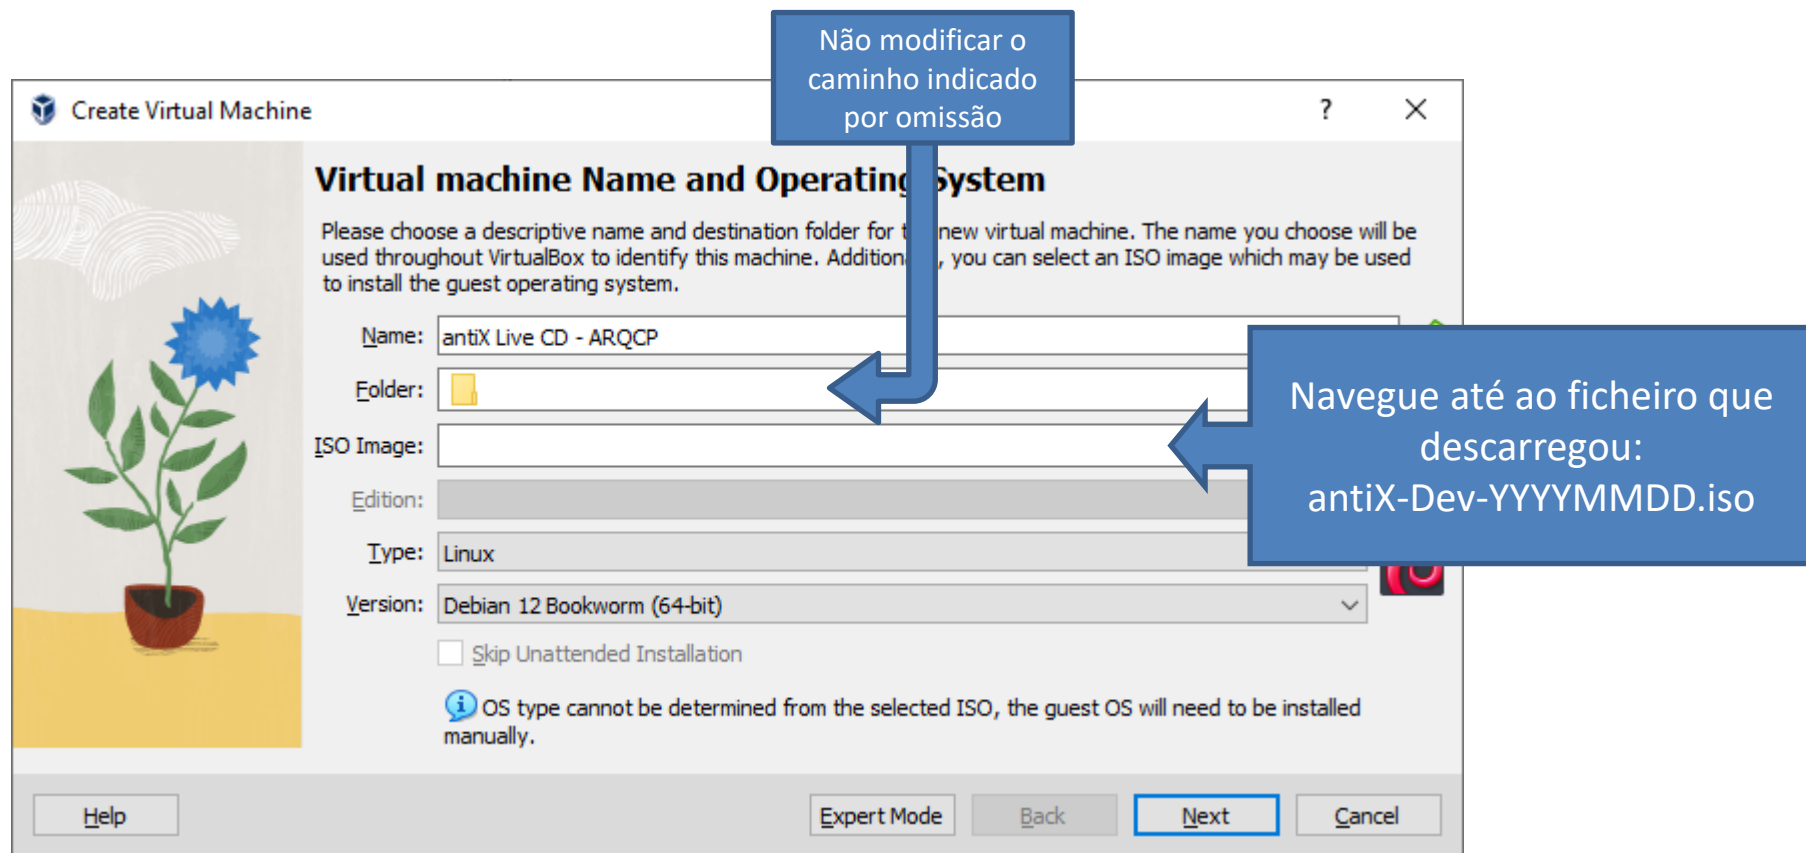 Não modificar o
caminho indicado
por omissão
Create Virtual Machine
?
Virtual machine Name and Operating System
Please choose a descriptive name and destination folder for t new virtual machine. The name you choose will be
used throughout VirtualBox to identify this machine. Addition , you can select an ISO image which may be used
to install the guest operating system.
Name: antiX Live CD - ARQCP
Folder:
ISO Image:
Navegue até ao ficheiro que
descarregou:
antiX-Dev-YYYYMMDD.iso
Edition:
Type: Linux
Version: Debian 12 Bookworm (64-bit)
Skip Unattended Installation
OS type cannot be determined from the selected ISO, the guest OS will need to be installed
manually.
Help
Expert Mode
Back
Next
Cancel